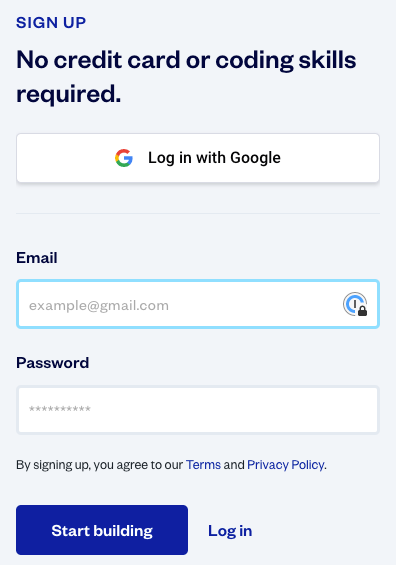 SIGN UP
No credit card or coding skills
required.
Log in with Google
Email
example@gmail.com
Password
**********
By signing up, you agree to our Terms and Privacy Policy.
Start building
Log in